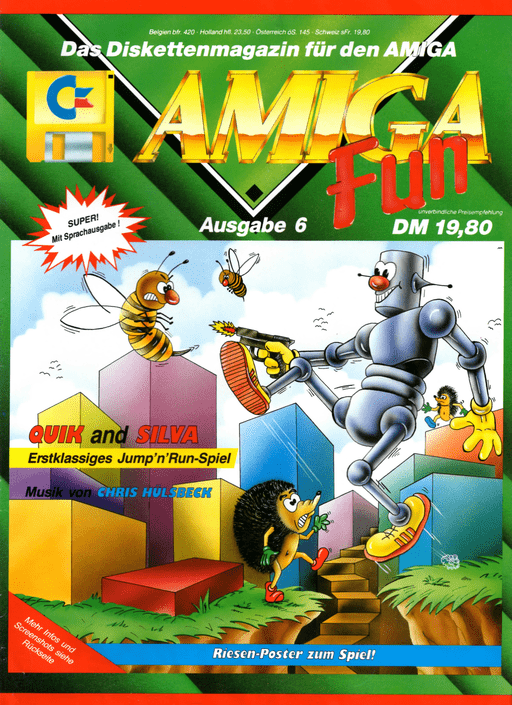 Belgien bfr. 420 · Holland hfl. 23,50 · Österreich öS. 145 · Schweiz sFr. 19,80
Das Diskettenmagazin für den AMIGA
AMIGA
Fun
unverbindliche Preisempfehlung
Ausgabe 6
DM 19,80
SUPER!
Mit Sprachausgabe !
QUIK and SILVA
Erstklassiges Jump'n'Run-Spiel
Musik von CHRIS HÜLSBECK
Mehr Infos und
Screenshots siehe
Rückseite
Riesen-Poster zum Spiel!